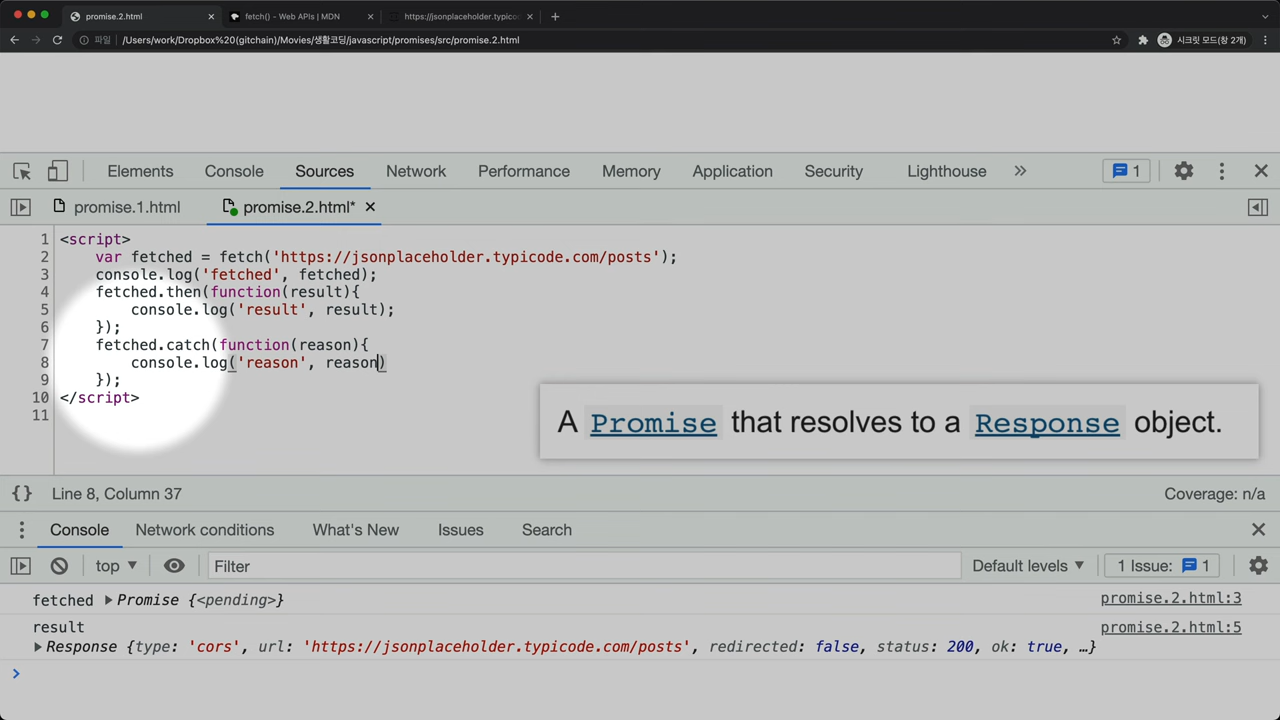 promise.2.html
fetch() - Web APIs | MDN
https://jsonplaceholder.typico
파일
/Users/work/Dropbox%20(gitchain)/Movies/생활코딩/javascript/promises/src/promise.2.html
시크릿 모드(창 2개)
Elements Console Sources Network Performance Memory Application Security Lighthouse » 1
promise.1.html promise.2.html*
1 <script>
2 var fetched = fetch('https://jsonplaceholder.typicode.com/posts');
3 console.log('fetched', fetched);
4 fetched.then(function(result){
5 console.log('result', result);
6 });
7 fetched.catch(function(reason){
8 console.log('reason', reason)
9 });
10 </script>
11
A Promise that resolves to a Response object.
{} Line 8, Column 37 Coverage: n/a
Console Network conditions What's New Issues Search
top ▼ Filter Default levels ▼ 1 Issue: 1
fetched ▶Promise {<pending>} promise.2.html:3
result promise.2.html:5
▶Response {type: 'cors', url: 'https://jsonplaceholder.typicode.com/posts', redirected: false, status: 200, ok: true, …}
>